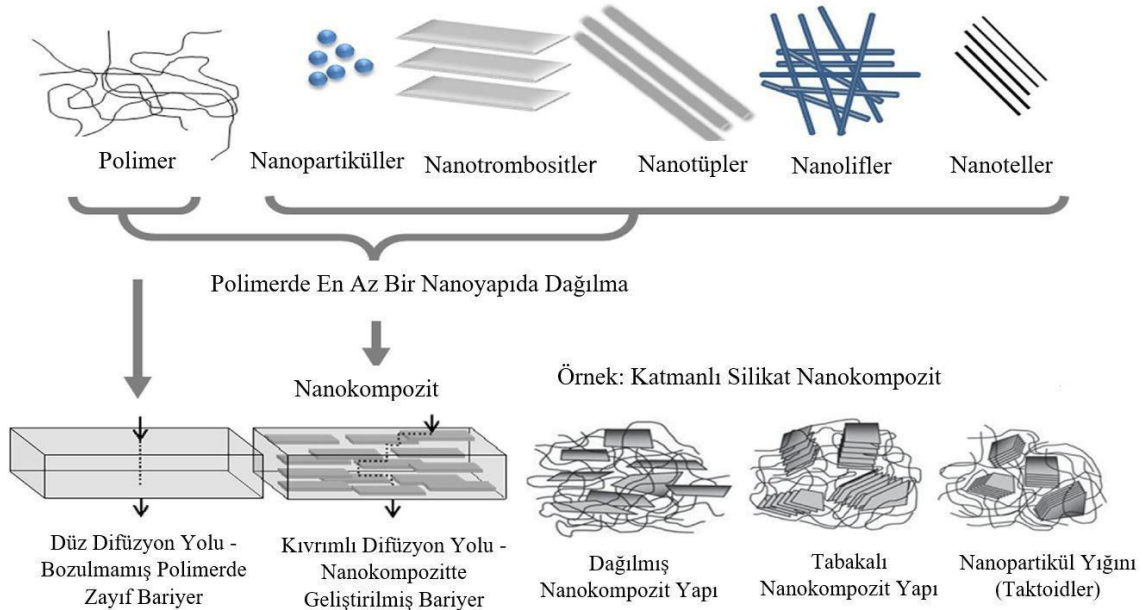 Polimer
Nanopartiküller
Nanotrombositler
Nanotüpler
Nanolifler
Nanoteller
Polimerde En Az Bir Nanoyapıda Dağılma
Nanokompozit
Örnek: Katmanlı Silikat Nanokompozit
Düz Difüzyon Yolu -
Bozulmamış Polimerde
Zayıf Bariyer
Kıvrımlı Difüzyon Yolu -
Nanokompozitte
Geliştirilmiş Bariyer
Dağılmış
Nanokompozit Yapı
Tabakalı
Nanokompozit Yapı
Nanopartikül Yığını
(Taktoidler)